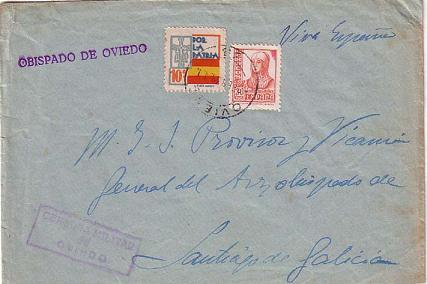 Viva España
OBISPADO DE OVIEDO
POR
LA
PATRIA
10
OVIE
M. I. S. Provisor y Vicario
General del Arzobispado de
Santiago de Galicia
CENSURA MILITAR
OVIEDO